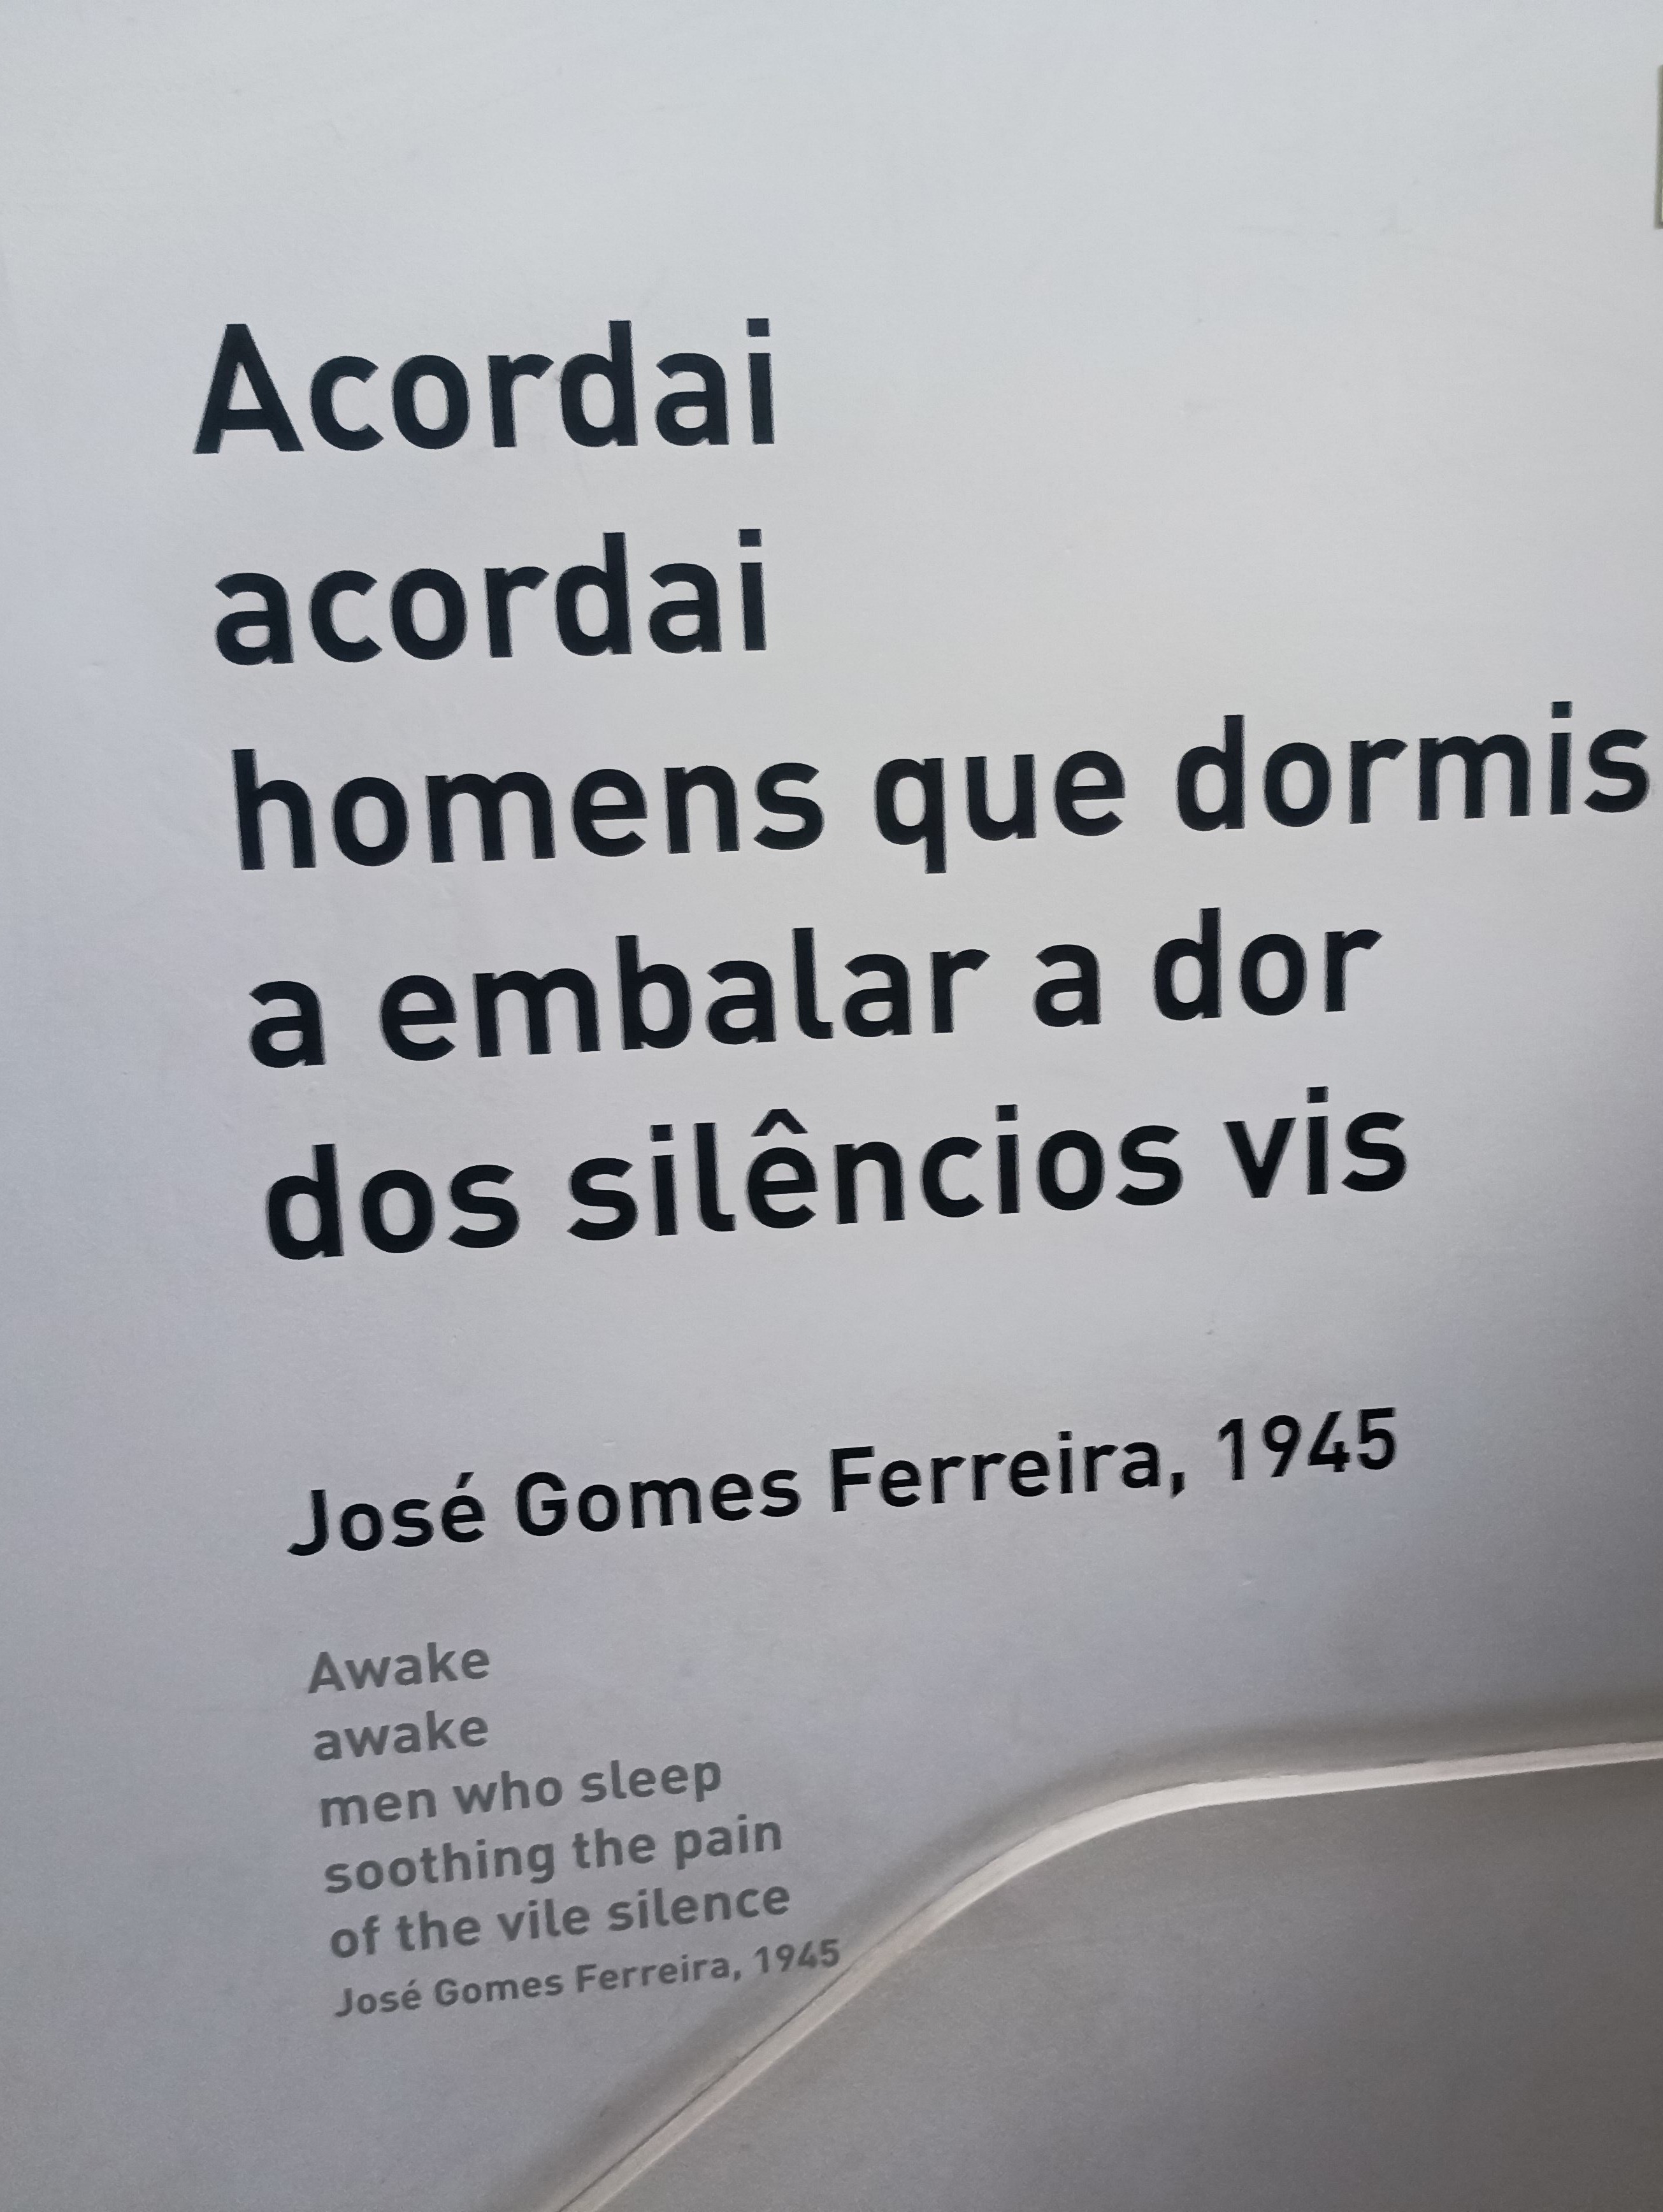 Acordai
acordai
homens que dormis
a embalar a dor
dos silêncios vis
José Gomes Ferreira, 1945
Awake
awake
men who sleep
soothing the pain
of the vile silence
José Gomes Ferreira, 1945